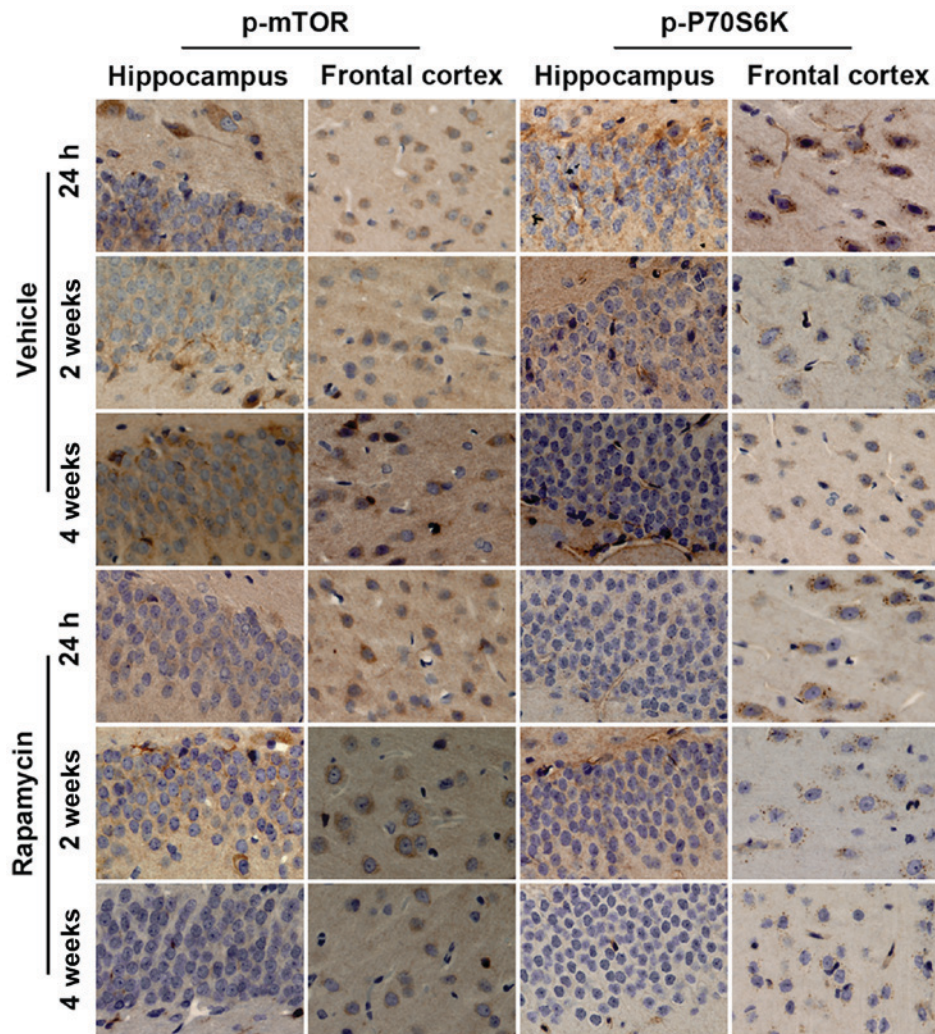 p-mTOR
p-P70S6K
Hippocampus
Frontal cortex
Hippocampus
Frontal cortex
Vehicle
24 h
2 weeks
4 weeks
Rapamycin
24 h
2 weeks
4 weeks